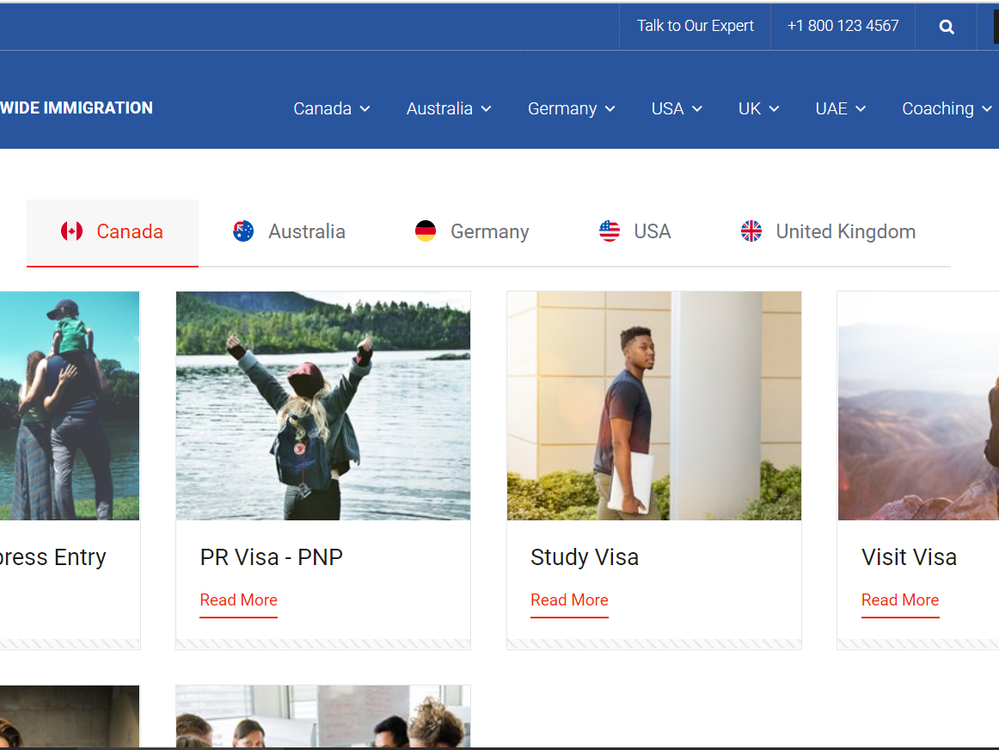 Talk to Our Expert +1 800 123 4567
WIDE IMMIGRATION Canada Australia Germany USA UK UAE Coaching
Canada Australia Germany USA United Kingdom
press Entry PR Visa - PNP Study Visa Visit Visa
Read More Read More Read More